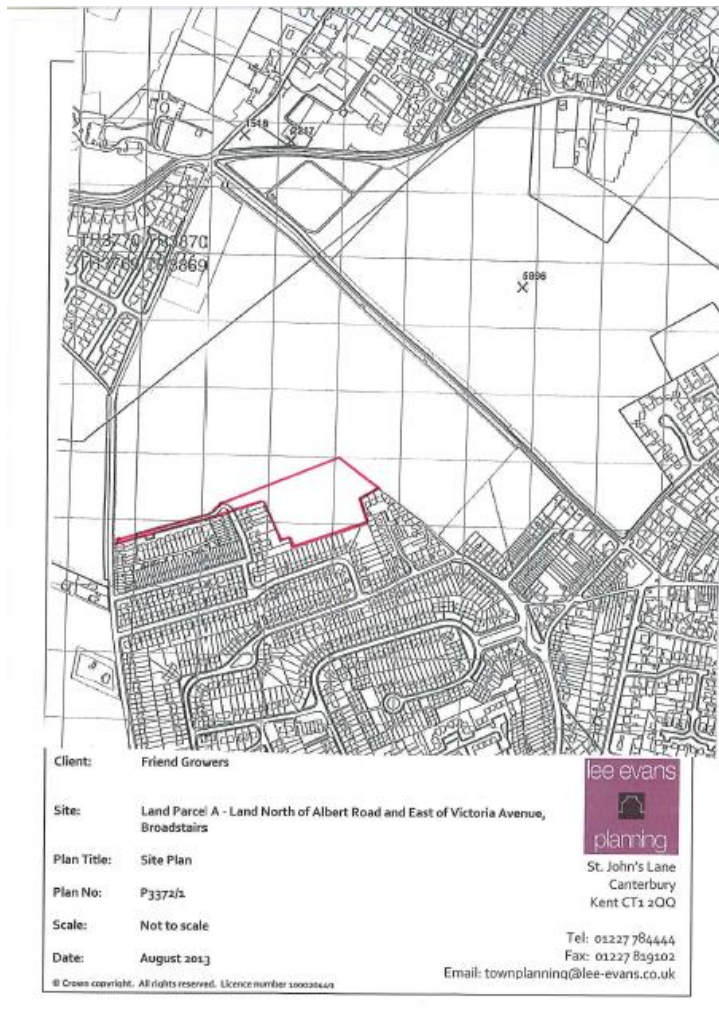 1518
5896
TR3770 TR3870
TR3769 TR3869
Client: Friend Growers
Site: Land Parcel A - Land North of Albert Road and East of Victoria Avenue,
Broadstairs
Plan Title: Site Plan
Plan No: P3372/1
Scale: Not to scale
Date: August 2013
© Crown copyright. All rights reserved. Licence number
lee evans
planning
St. John's Lane
Canterbury
Kent CT1 2QQ
Tel: 01227 784444
Fax: 01227 819102
Email: townplanning@lee-evans.co.uk